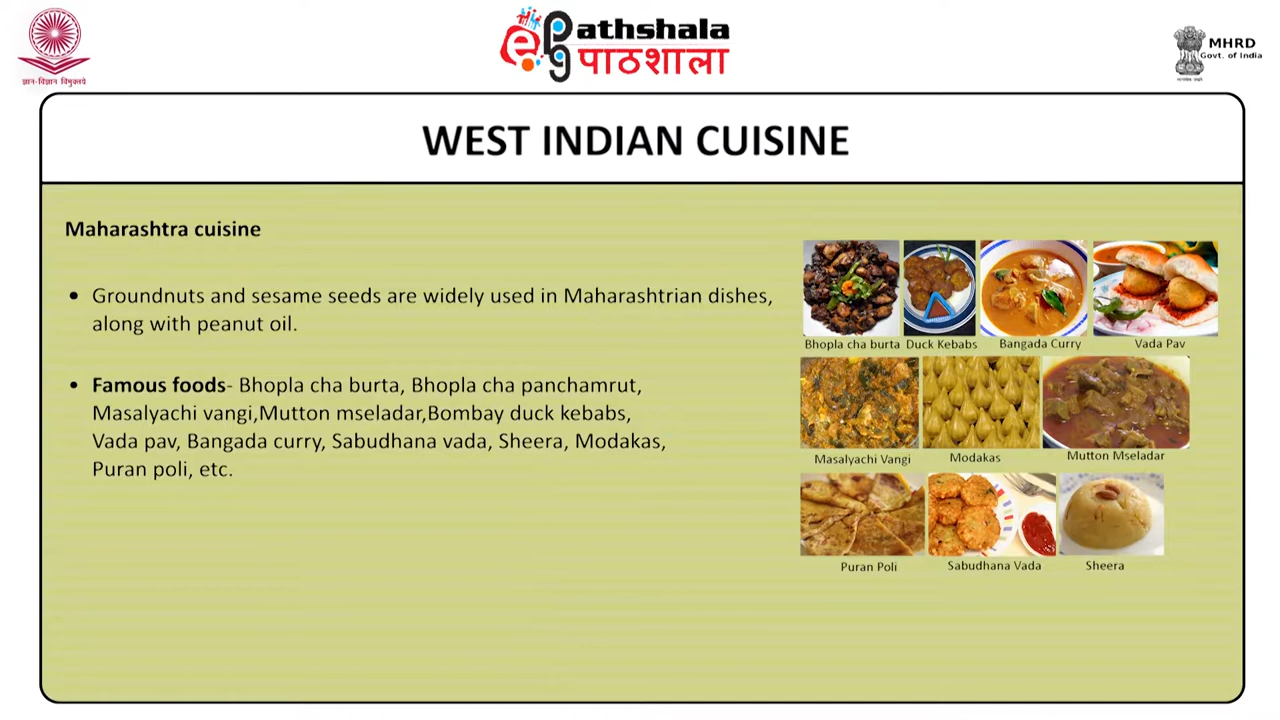 ज्ञान-विज्ञान विमुक्तये
ePG Pathshala
पाठशाला
MHRD
Govt. of India
WEST INDIAN CUISINE
Maharashtra cuisine
• Groundnuts and sesame seeds are widely used in Maharashtrian dishes,
along with peanut oil.
• Famous foods- Bhopla cha burta, Bhopla cha panchamrut,
Masalyachi vangi,Mutton mseladar,Bombay duck kebabs,
Vada pav, Bangada curry, Sabudhana vada, Sheera, Modakas,
Puran poli, etc.
Bhopla cha burta Duck Kebabs Bangada Curry Vada Pav
Masalyachi Vangi Modakas Mutton Mseladar
Puran Poli Sabudhana Vada Sheera